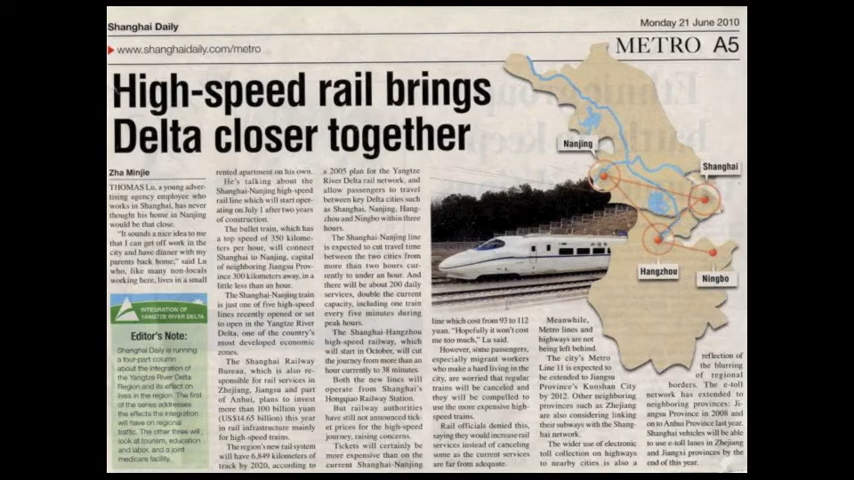 Shanghai Daily
Monday 21 June 2010
www.shanghaidaily.com/metro
METRO A5
High-speed rail brings
Delta closer together
Zha Minjie
THOMAS Lu, a young adver-
tising agency employee who
works in Shanghai, has never
thought his home in Nanjing
would be that close.
"It sounds a nice idea to me
that I can get off work in the
city and have dinner with my
parents back home," said Lu
who, like many non-locals
working here, lives in a small
INTEGRATION OF
YANGTZE RIVER DELTA
Editor's Note:
Shanghai Daily is running
a four-part column
about the integration of
the Yangtze River Delta
Region and its effect on
lives in the region. The first
of the series addresses
the effects the integration
will have on regional
traffic. The other three will
look at tourism, education
and labor, and a joint
medicare facility.
rented apartment on his own.
He's talking about the
Shanghai-Nanjing high-speed
rail line which will start oper-
ating on July 1 after two years
of construction.
The bullet train, which has
a top speed of 350 kilome-
ters per hour, will connect
Shanghai to Nanjing, capital
of neighboring Jiangsu Prov-
ince 300 kilometers away, in a
little less than an hour.
The Shanghai-Nanjing train
is just one of five high-speed
lines recently opened or set
to open in the Yangtze River
Delta, one of the country's
most developed economic
zones.
The Shanghai Railway
Bureau, which is also re-
sponsible for rail services in
Zhejiang, Jiangsu and part
of Anhui, plans to invest
more than 100 billion yuan
(US$14.65 billion) this year
in rail infrastructure mainly
for high-speed trains.
The region's new rail system
will have 6,849 kilometers of
track by 2020, according to
a 2005 plan for the Yangtze
River Delta rail network, and
allow passengers to travel
between key Delta cities such
as Shanghai, Nanjing, Hang-
zhou and Ningbo within three
hours.
The Shanghai-Nanjing line
is expected to cut travel time
between the two cities from
more than two hours cur-
rently to under an hour. And
there will be about 200 daily
services, double the current
capacity, including one train
every five minutes during
peak hours.
The Shanghai-Hangzhou
high-speed railway, which
will start in October, will cut
the journey from more than an
hour currently to 38 minutes.
Both the new lines will
operate from Shanghai's
Hongqiao Railway Station.
But railway authorities
have still not announced tick-
et prices for the high-speed
journey, raising concerns.
Tickets will certainly be
more expensive than on the
current Shanghai-Nanjing
line which cost from 93 to 112
yuan. "Hopefully it won't cost
me too much," Lu said.
However, some passengers,
especially migrant workers
who make a hard living in the
city, are worried that regular
trains will be canceled and
they will be compelled to
use the more expensive high-
speed trains.
Rail officials denied this,
saying they would increase rail
services instead of canceling
some as the current services
are far from adequate.
Meanwhile,
Metro lines and
highways are not
being left behind.
The city's Metro
Line 11 is expected to
be extended to Jiangsu
Province's Kunshan City
by 2012. Other neighboring
provinces such as Zhejiang
are also considering linking
their subways with the Shang-
hai network.
The wider use of electronic
toll collection on highways
to nearby cities is also a
reflection of
the blurring
of regional
borders. The e-toll
network has extended to
neighboring provinces: Ji-
angsu Province in 2008 and
on to Anhui Province last year.
Shanghai vehicles will be able
to use e-toll lanes in Zhejiang
and Jiangxi provinces by the
end of this year.
Nanjing
Shanghai
Hangzhou
Ningbo